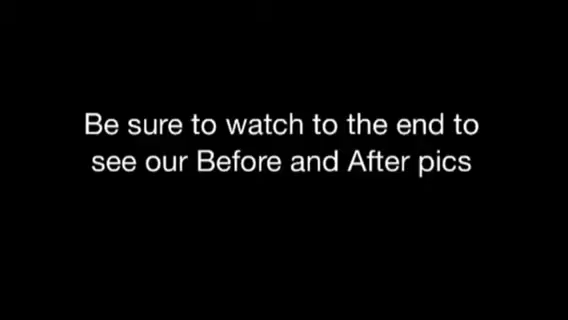 Be sure to watch to the end to
see our Before and After pics